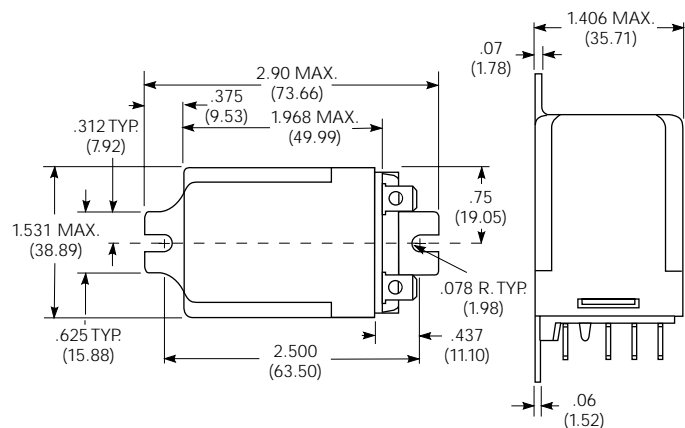 1.406 MAX.
(35.71)
.07
(1.78)
2.90 MAX.
(73.66)
.375
(9.53)
1.968 MAX.
(49.99)
.312 TYP.
(7.92)
.75
(19.05)
1.531 MAX.
(38.89)
.078 R. TYP.
(1.98)
.625 TYP.
(15.88)
2.500
(63.50)
.437
(11.10)
.06
(1.52)